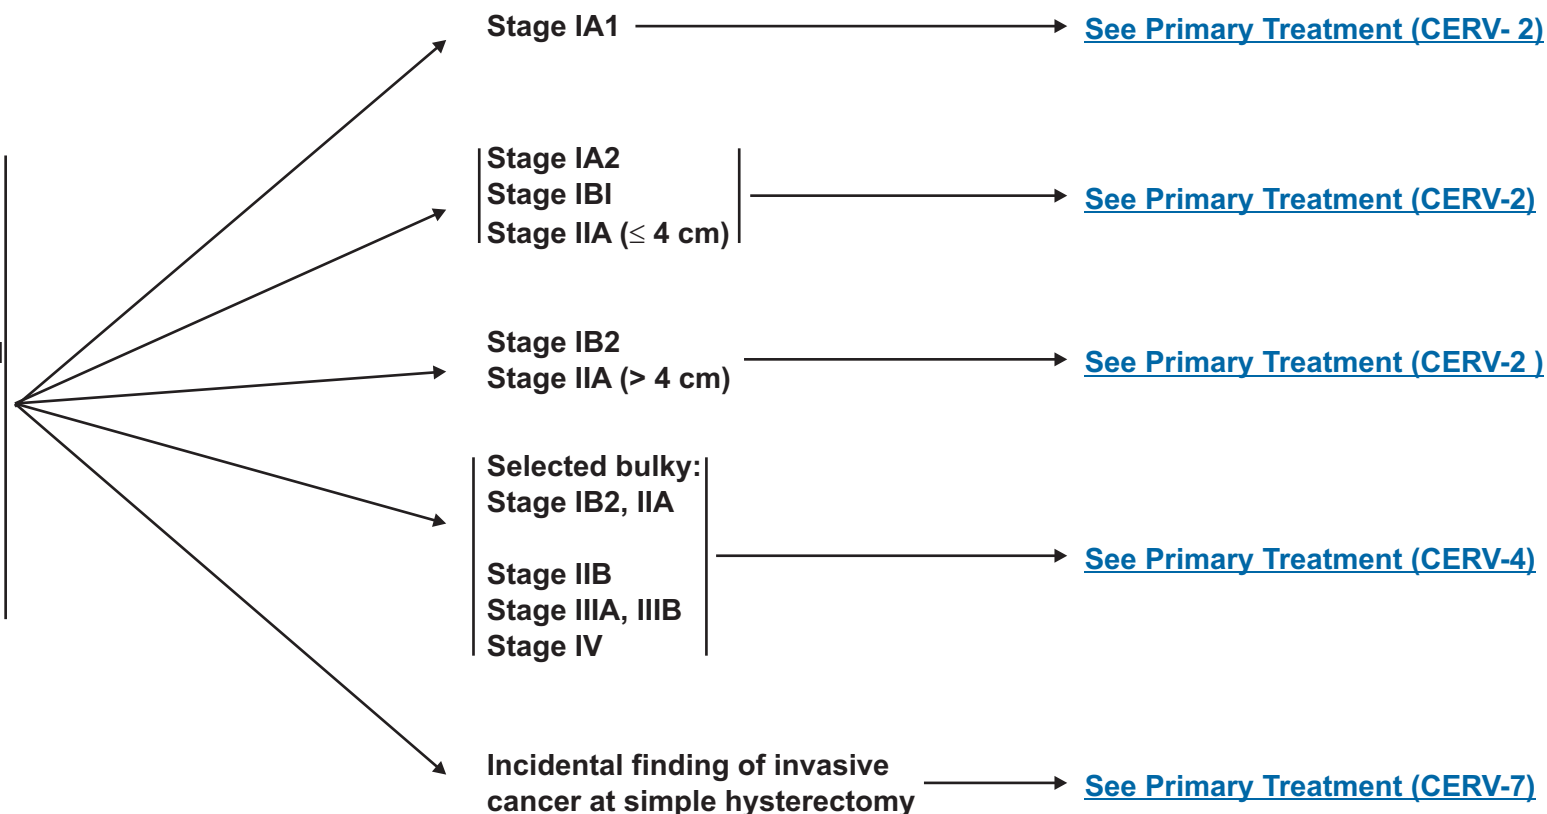 Stage IA1
See Primary Treatment (CERV- 2)
Stage IA2
Stage IBI
Stage IIA (≤ 4 cm)
See Primary Treatment (CERV-2)
Stage IB2
Stage IIA (> 4 cm)
See Primary Treatment (CERV-2 )
Selected bulky:
Stage IB2, IIA
Stage IIB
Stage IIIA, IIIB
Stage IV
See Primary Treatment (CERV-4)
Incidental finding of invasive
cancer at simple hysterectomy
See Primary Treatment (CERV-7)